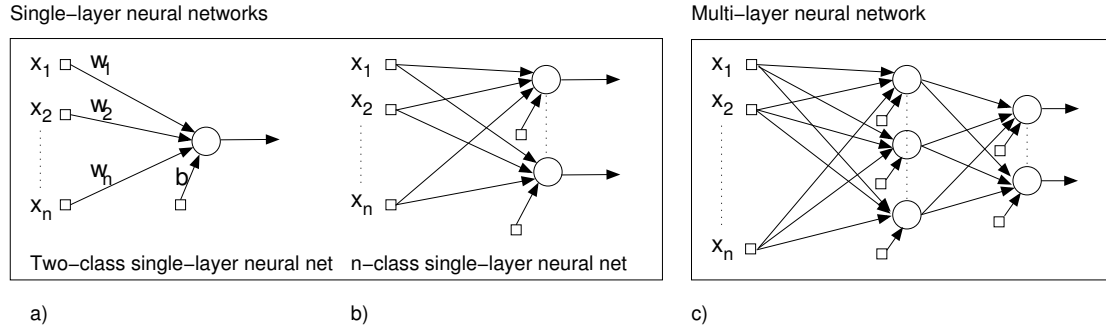 Single-layer neural networks
Multi-layer neural network
x1
w1
x2
w2
wn
b
xn
Two-class single-layer neural net
x1
x2
xn
n-class single-layer neural net
x1
x2
xn
a)
b)
c)